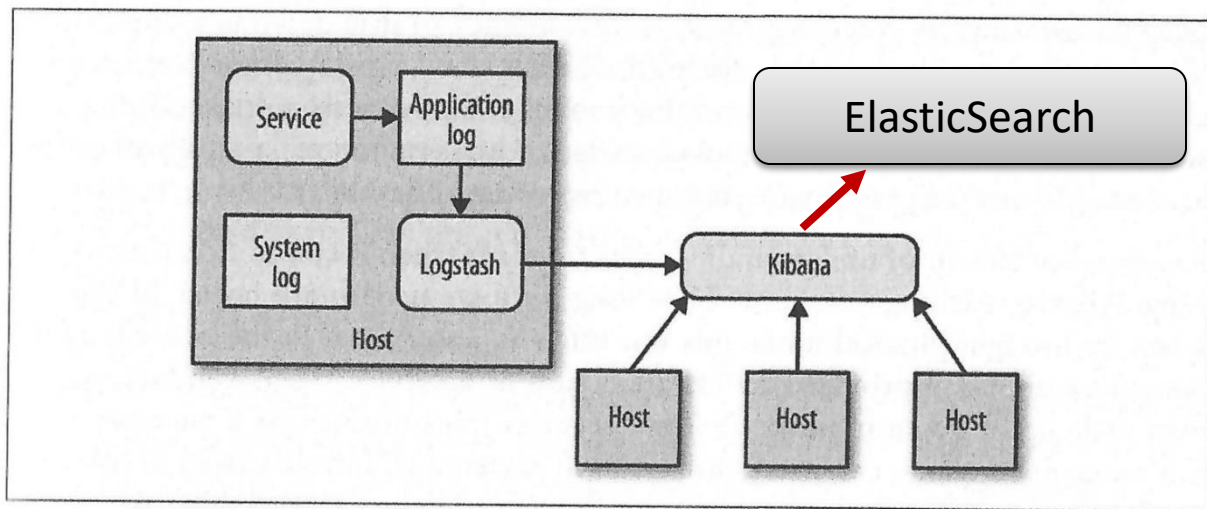 Service
Application
log
ElasticSearch
System
log
Logstash
Kibana
Host
Host
Host
Host